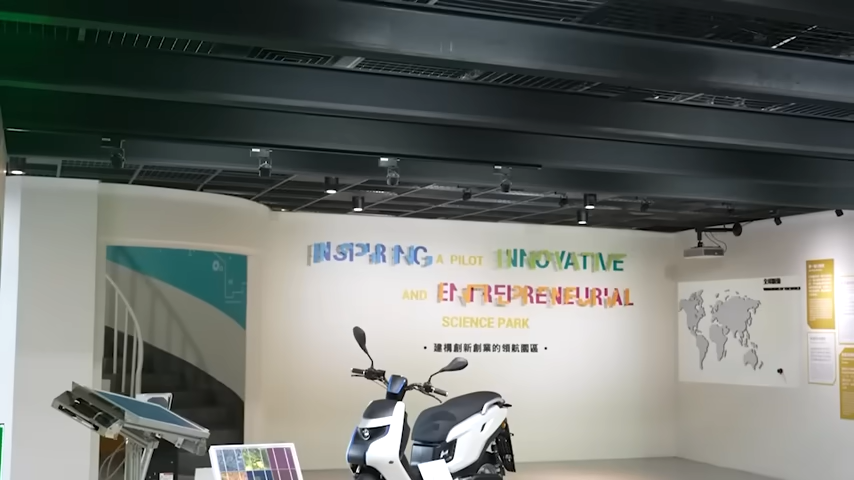 INSPIRING A PILOT INNOVATIVE
AND ENTREPRENEURIAL
SCIENCE PARK
• 建構創新創業的領航園區 •